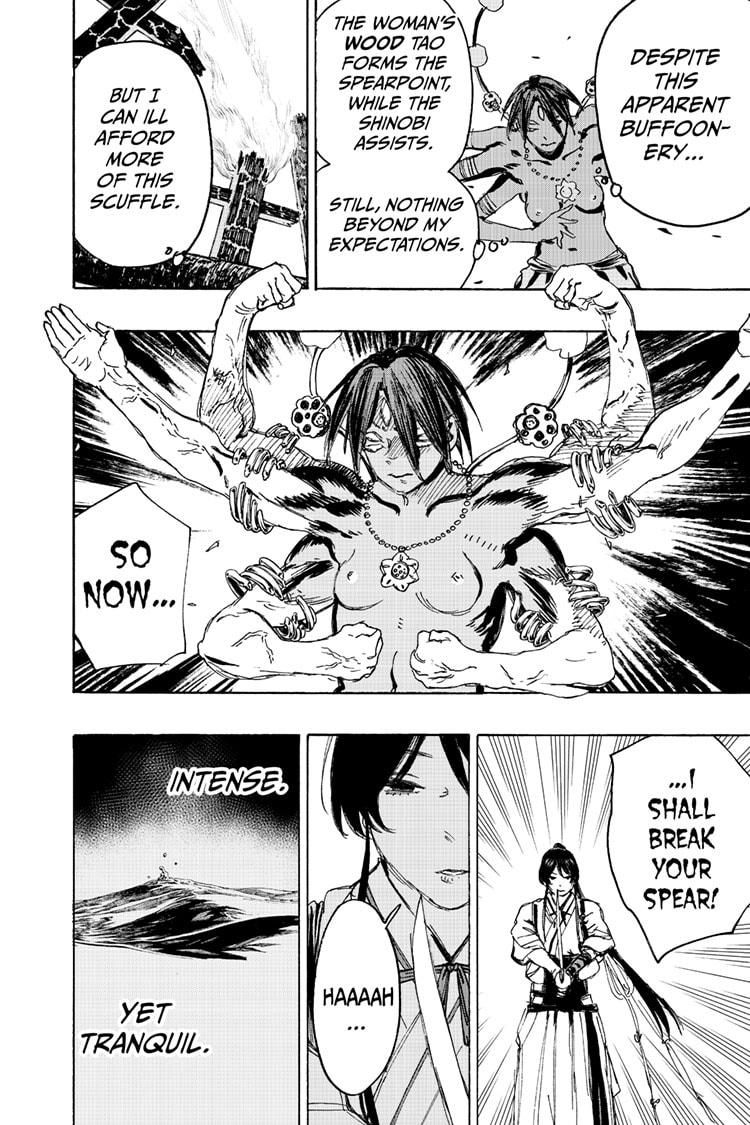 DESPITE
THIS
APPARENT
BUFFOON-
ERY...
THE WOMAN'S
WOOD TAO
FORMS THE
SPEARPOINT,
WHILE THE
SHINOBI
ASSISTS.
STILL, NOTHING
BEYOND MY
EXPECTATIONS.
BUT I
CAN ILL
AFFORD
MORE
OF THIS
SCUFFLE.
SO
NOW...
...I
SHALL
BREAK
YOUR
SPEAR!
HAAAAH
...
INTENSE.
YET
TRANQUIL.